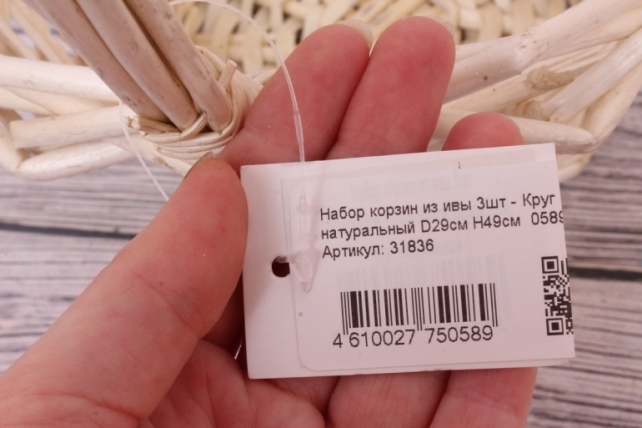 Набор корзин из ивы 3шт - Круг
натуральный D29см H49см 0589
Артикул: 31836
4 610027 750589